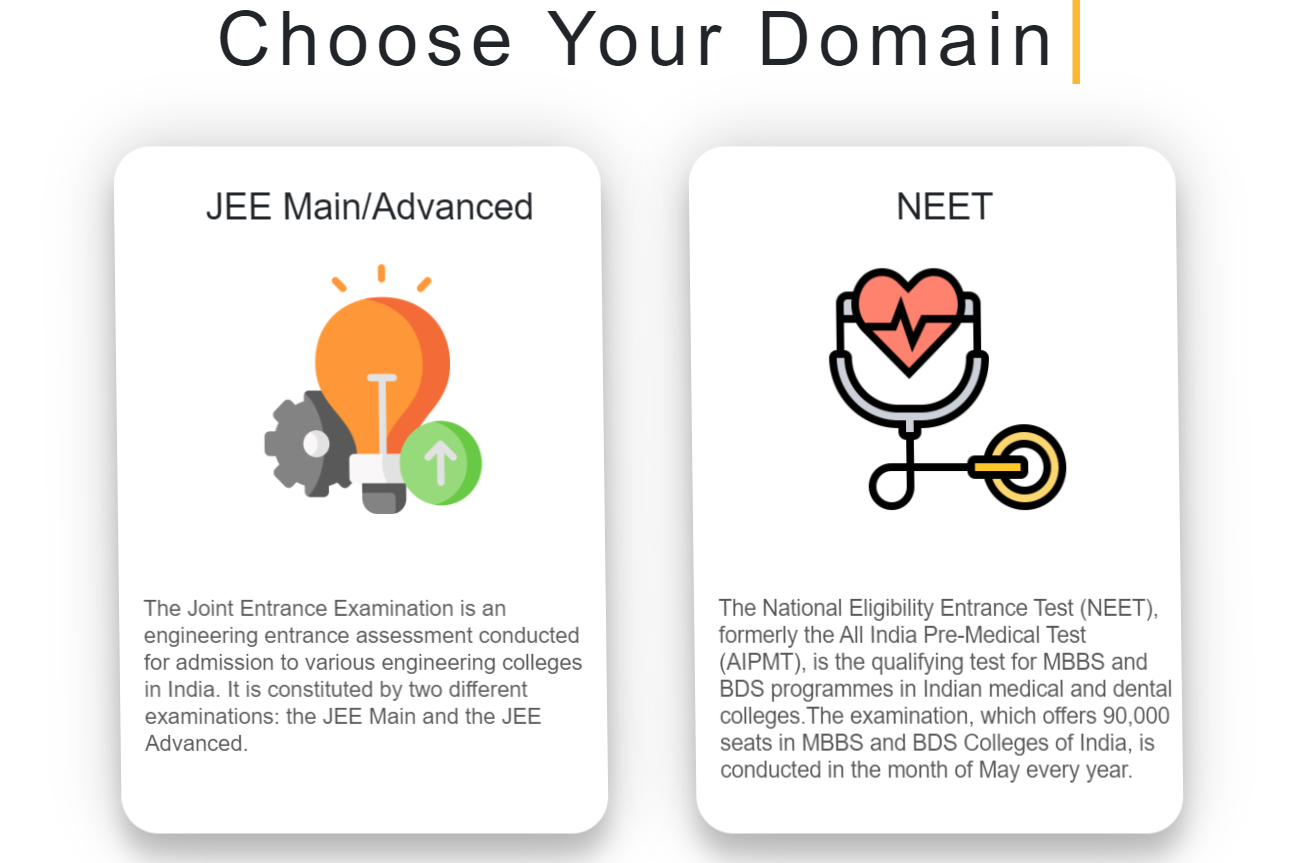 Choose Your Domain
JEE Main/Advanced
The Joint Entrance Examination is an
engineering entrance assessment conducted
for admission to various engineering colleges
in India. It is constituted by two different
examinations: the JEE Main and the JEE
Advanced.
NEET
The National Eligibility Entrance Test (NEET),
formerly the All India Pre-Medical Test
(AIPMT), is the qualifying test for MBBS and
BDS programmes in Indian medical and dental
colleges.The examination, which offers 90,000
seats in MBBS and BDS Colleges of India, is
conducted in the month of May every year.